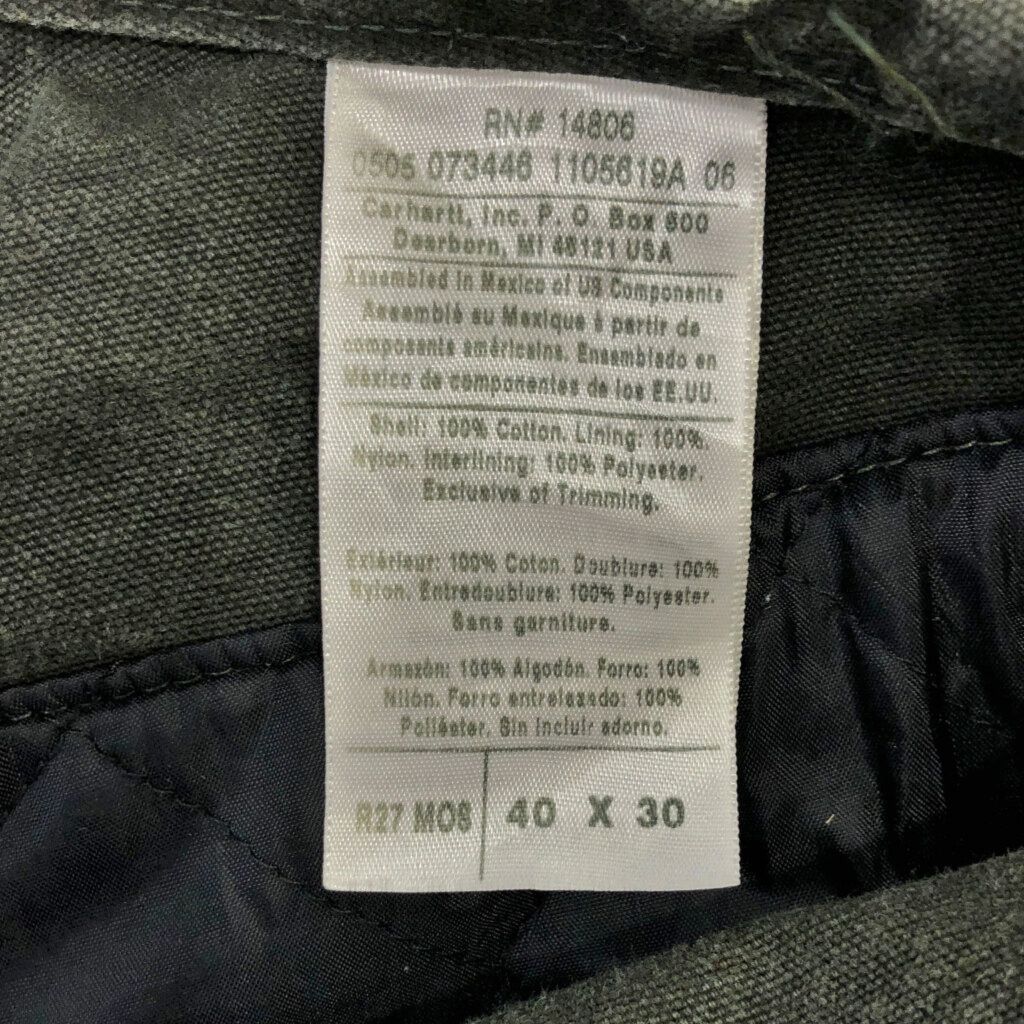 RN# 14806
0505 073446 1105619A 06
Carhartt, Inc. P. O. Box 600
Dearborn, MI 48121 USA
Assembled in Mexico of US Components
Assemblé au Mexique à partir de
composants américains. Ensamblado en
México de componentes de los EE.UU.
Shell: 100% Cotton. Lining: 100%.
Nylon. Interlining: 100% Polyester.
Exclusive of Trimming.
Extérieur: 100% Coton. Doublure: 100%
Nylon. Entredoublure: 100% Polyester.
Sans garniture.
Armazón: 100% Algodón. Forro: 100%
Nilón. Forro entrelazado: 100%
Poliéster. Sin incluir adorno.
R27 MOS 40 X 30